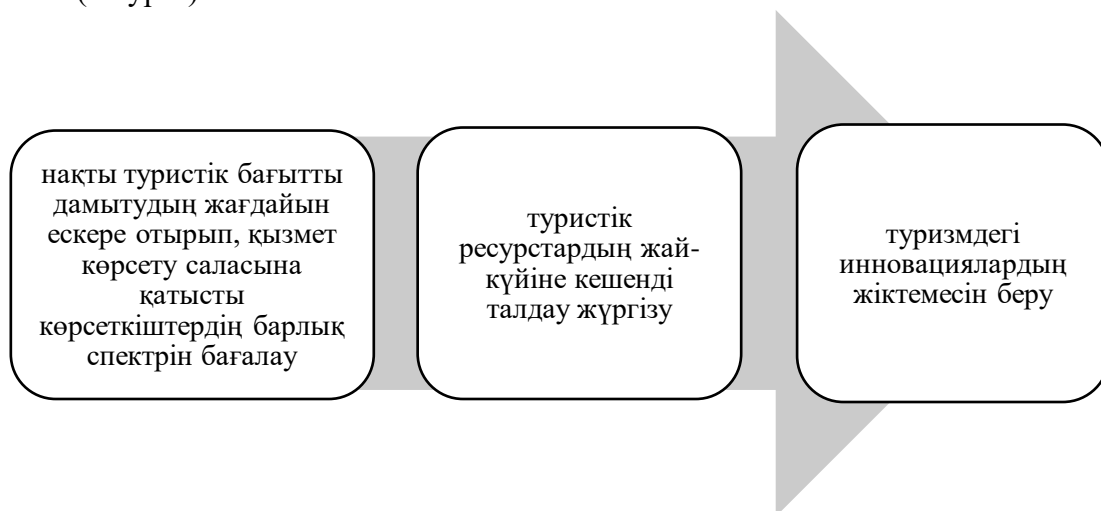 нақты туристік бағытты
дамытудың жағдайын
ескере отырып, қызмет
көрсету саласына
қатысты
көрсеткіштердің барлық
спектрін бағалау
туристік
ресурстардың жай-
күйіне кешенді
талдау жүргізу
туризмдегі
инновациялардың
жіктемесін беру